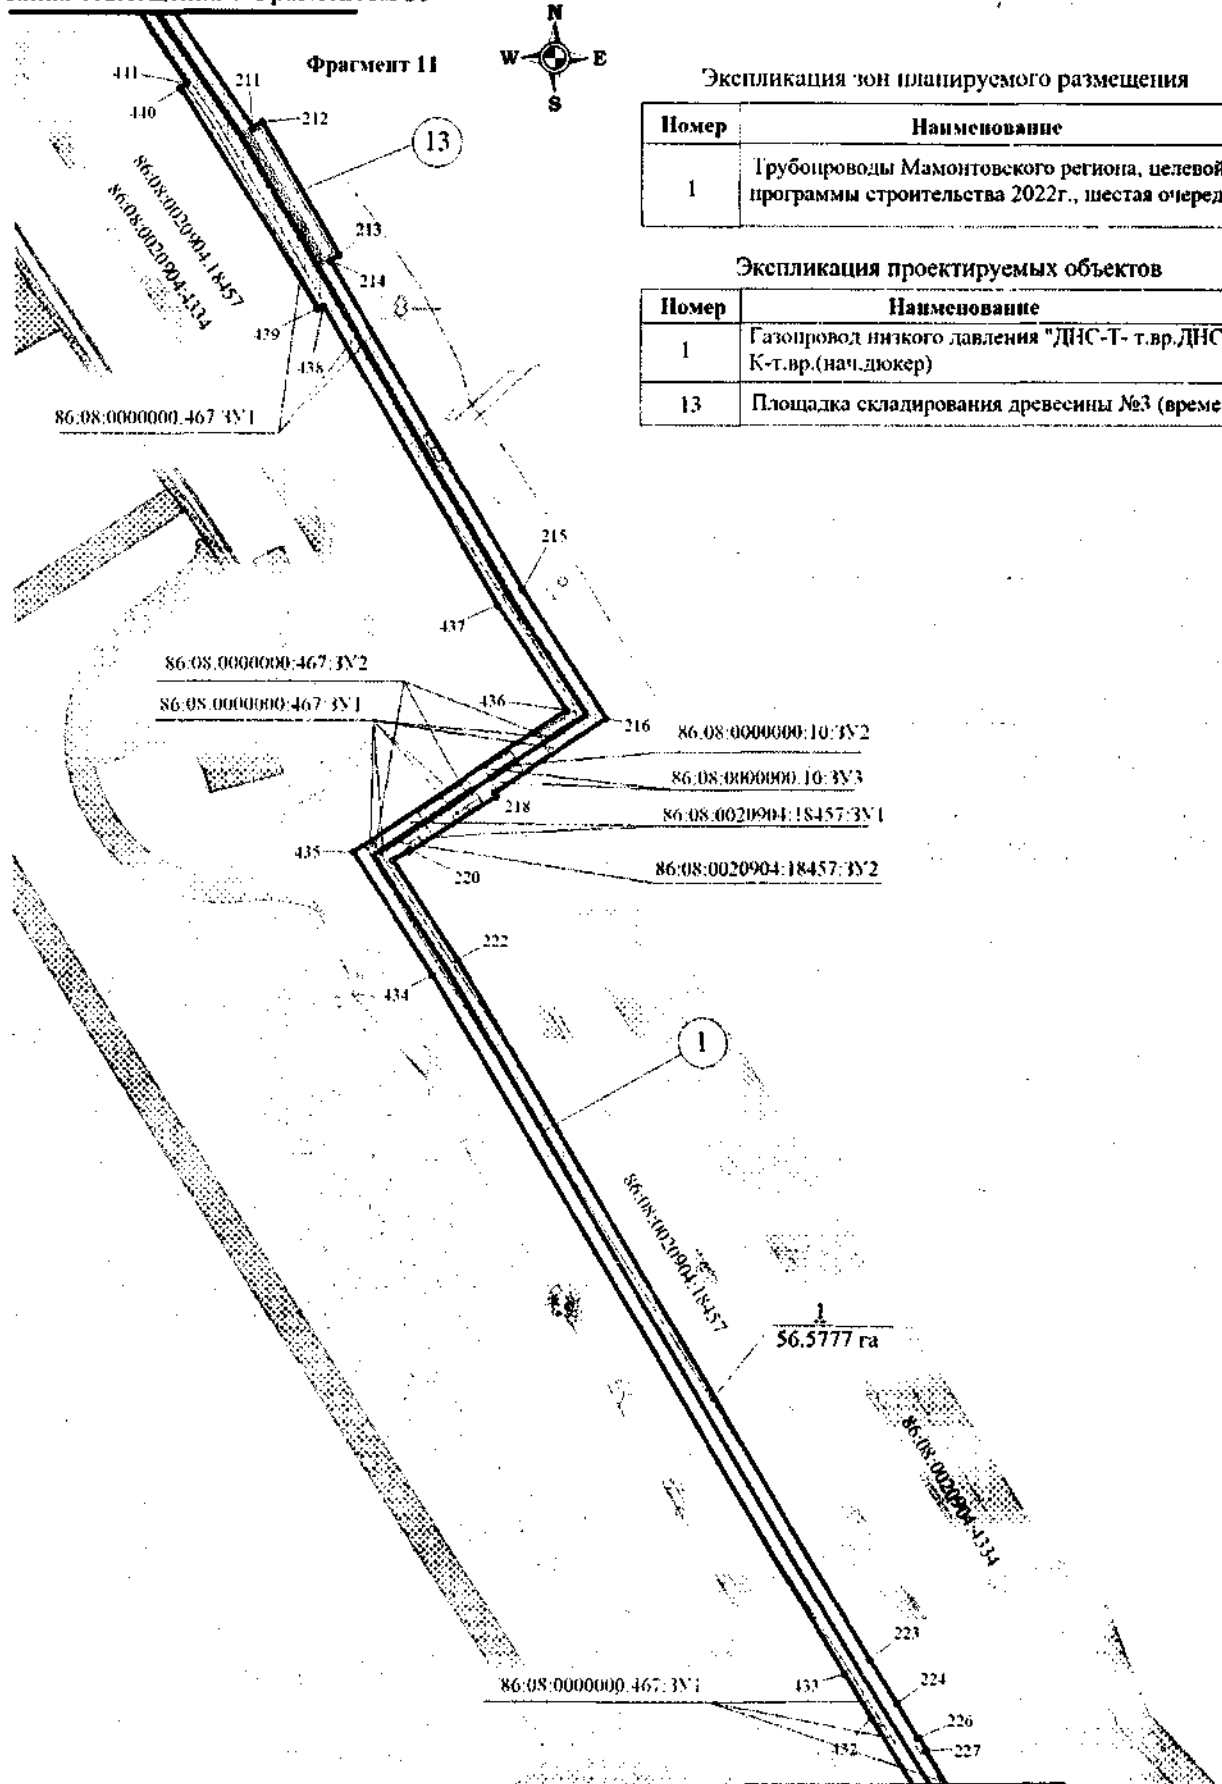 Фрагмент 11
N
W E
S
Экспликация зон планируемого размещения
Номер Наименование
1 Трубопроводы Мамонтовского региона, целевой
программы строительства 2022г., шестая очеред
Экспликация проектируемых объектов
Номер Наименование
1 Газопровод низкого давления "ДНС-Т- т.вр.ДНС
К-т.вр.(нач.дюкер)
13 Площадка складирования древесины №3 (време
441
211
440
212
13
86:08:0020904:18457
86:08:0020904:4334
213
214
439
438
86:08:0000000:467:ЗУ1
215
437
86:08:0000000:467:ЗУ2
86:08:0000000:467:ЗУ1
436
216
86:08:0000000:10:ЗУ2
86:08:0000000:10:ЗУ3
218
86:08:0020904:18457:ЗУ1
435
220
86:08:0020904:18457:ЗУ2
222
434
1
86:08:0020904:18457
1
56.5777 га
86:08:0020904:4334
223
433
86:08:0000000:467:ЗУ1
224
432
226
227